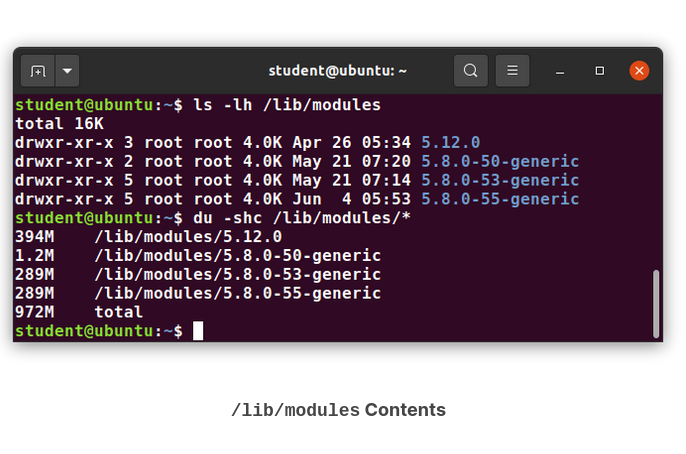 student@ubuntu: ~
student@ubuntu:~$ ls -lh /lib/modules
total 16K
drwxr-xr-x 3 root root 4.0K Apr 26 05:34 5.12.0
drwxr-xr-x 2 root root 4.0K May 21 07:20 5.8.0-50-generic
drwxr-xr-x 5 root root 4.0K May 21 07:14 5.8.0-53-generic
drwxr-xr-x 5 root root 4.0K Jun  4 05:53 5.8.0-55-generic
student@ubuntu:~$ du -shc /lib/modules/*
394M    /lib/modules/5.12.0
1.2M    /lib/modules/5.8.0-50-generic
289M    /lib/modules/5.8.0-53-generic
289M    /lib/modules/5.8.0-55-generic
972M    total
student@ubuntu:~$
/lib/modules Contents